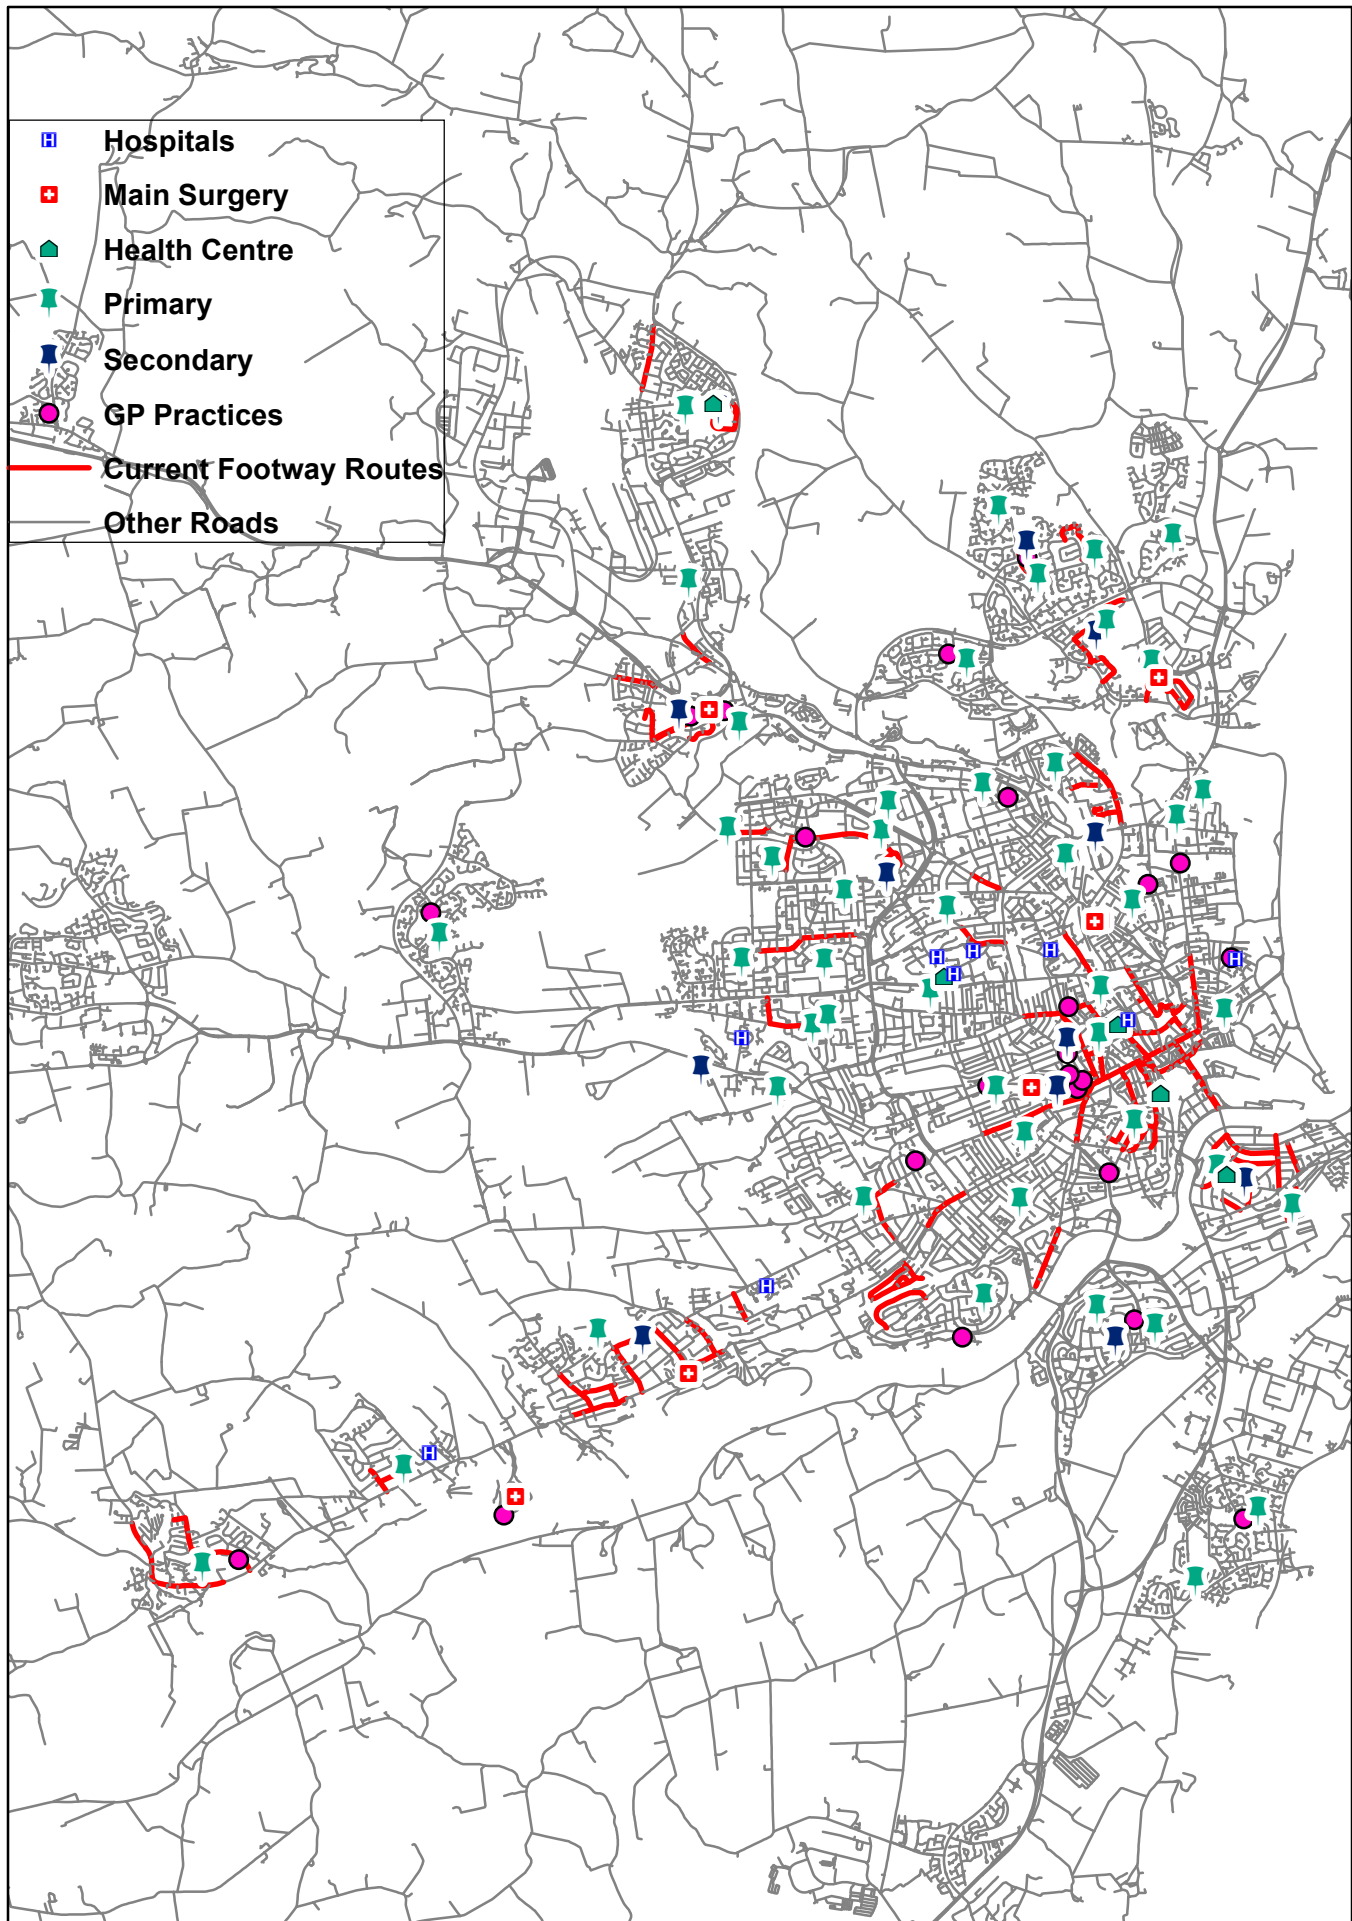 Hospitals
Main Surgery
Health Centre
Primary
Secondary
GP Practices
Current Footway Routes
Other Roads